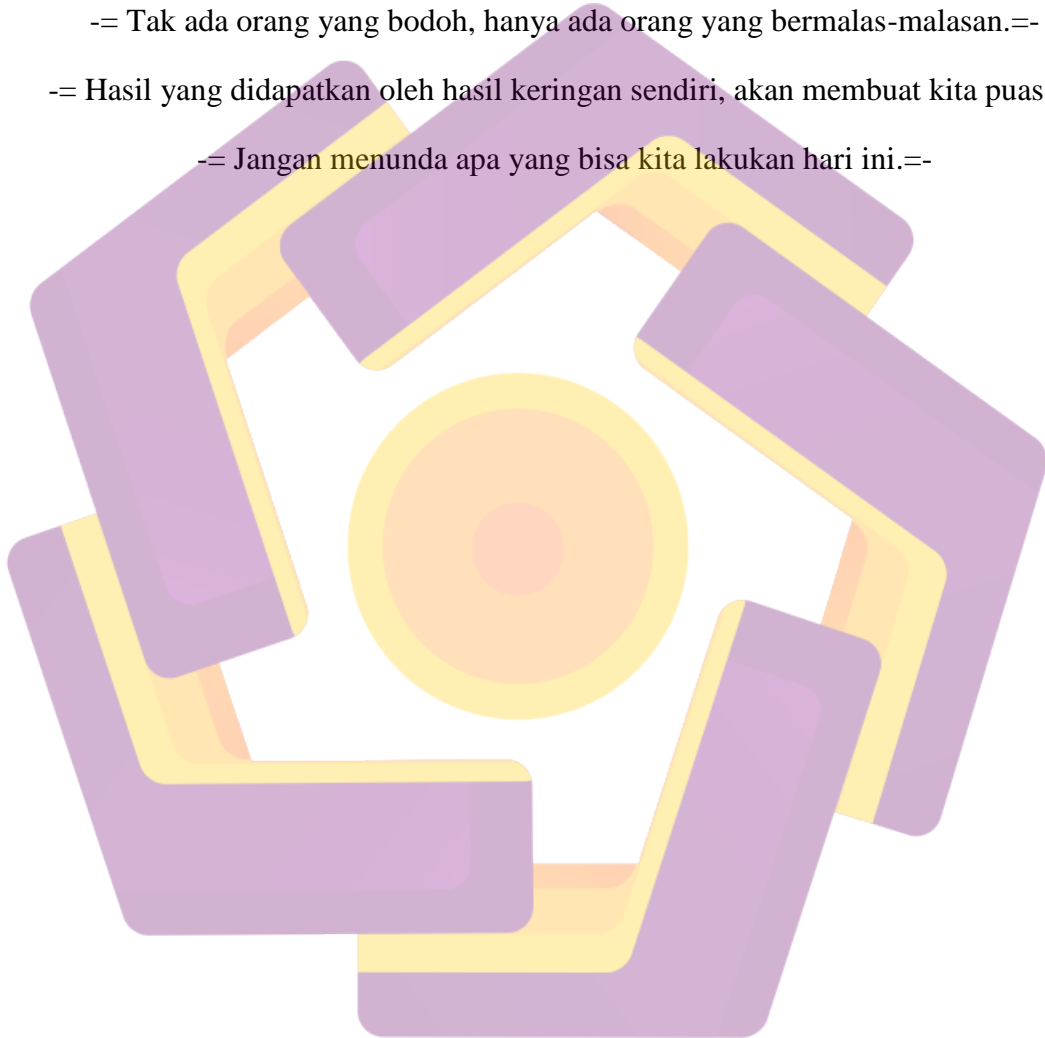 -= Tak ada orang yang bodoh, hanya ada orang yang bermalas-malasan.=-
-= Hasil yang didapatkan oleh hasil keringan sendiri, akan membuat kita puas
-= Jangan menunda apa yang bisa kita lakukan hari ini.=-